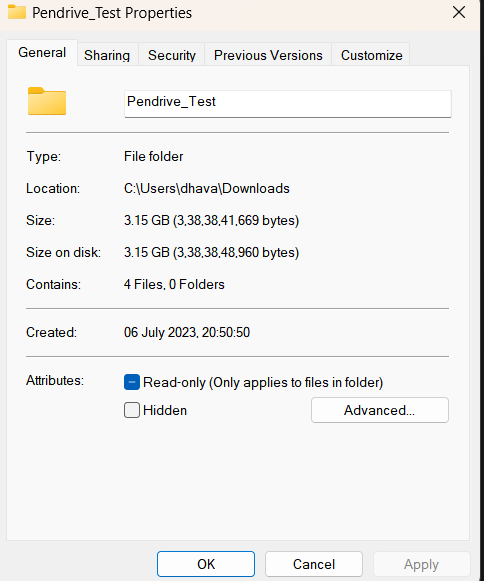 Pendrive_Test Properties
General Sharing Security Previous Versions Customize
Pendrive_Test
Type: File folder
Location: C:\Users\dhava\Downloads
Size: 3.15 GB (3,38,38,41,669 bytes)
Size on disk: 3.15 GB (3,38,38,48,960 bytes)
Contains: 4 Files, 0 Folders
Created: 06 July 2023, 20:50:50
Attributes: Read-only (Only applies to files in folder)
Hidden Advanced...
OK Cancel Apply